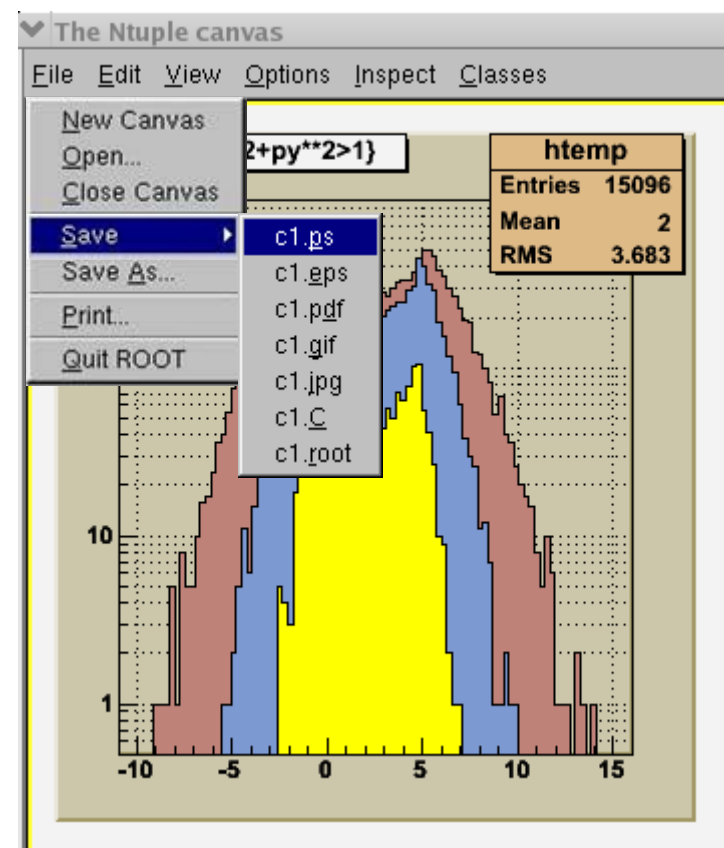 The Ntuple canvas
File Edit View Options Inspect Classes
New Canvas
Open...
Close Canvas
Save
Save As...
Print...
Quit ROOT
c1.ps
c1.eps
c1.pdf
c1.gif
c1.jpg
c1.C
c1.root
2+py**2>1}
htemp
Entries 15096
Mean 2
RMS 3.683
10
1
-10 -5 0 5 10 15